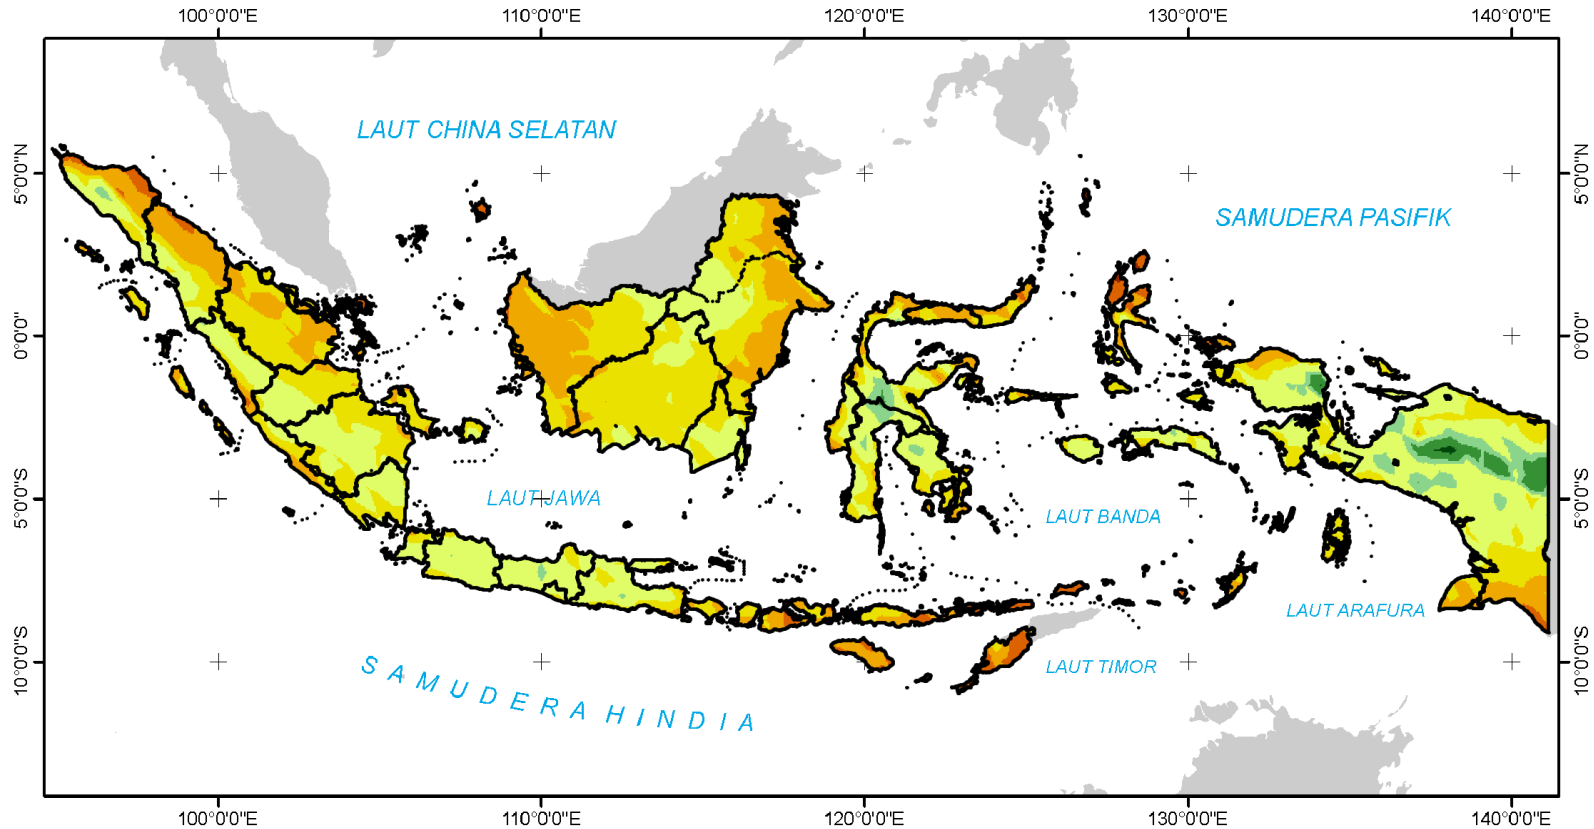 100°0'0"E 110°0'0"E 120°0'0"E 130°0'0"E 140°0'0"E
LAUT CHINA SELATAN
5°0'0"N 5°0'0"N
SAMUDERA PASIFIK
0°0'0" 0°0'0"
5°0'0"S LAUT JAWA 5°0'0"S
LAUT BANDA
LAUT ARAFURA
10°0'0"S LAUT TIMOR 10°0'0"S
SAMUDERA HINDIA
100°0'0"E 110°0'0"E 120°0'0"E 130°0'0"E 140°0'0"E